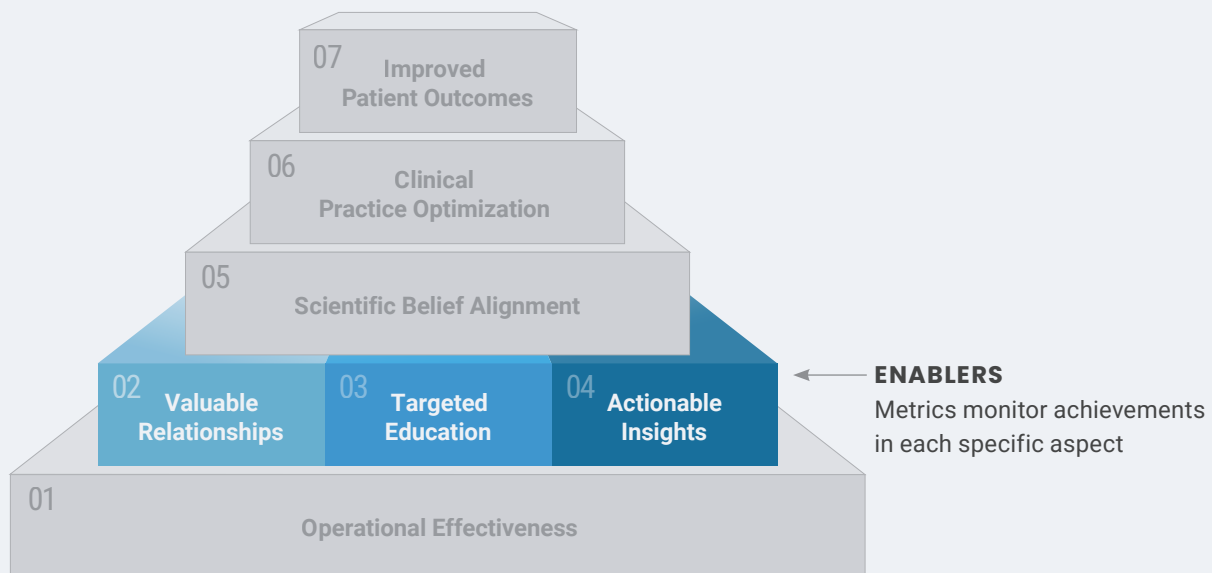 07
Improved
Patient Outcomes
06
Clinical
Practice Optimization
05
Scientific Belief Alignment
02
Valuable
Relationships
03
Targeted
Education
04
Actionable
Insights
ENABLERS
Metrics monitor achievements
in each specific aspect
01
Operational Effectiveness